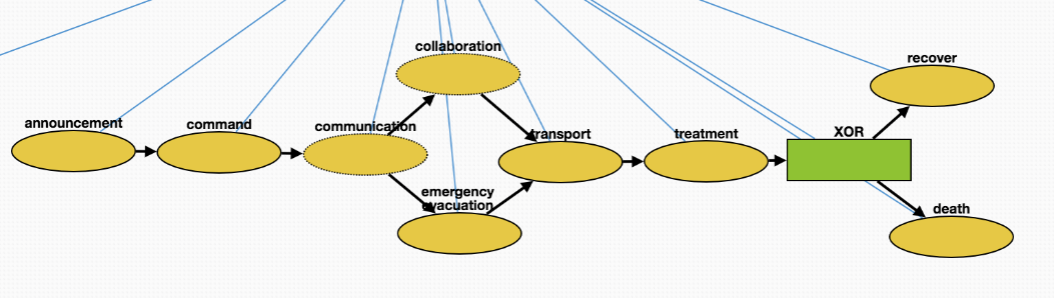 collaboration
recover
announcement
command
communication
transport
treatment
XOR
emergency
evacuation
death